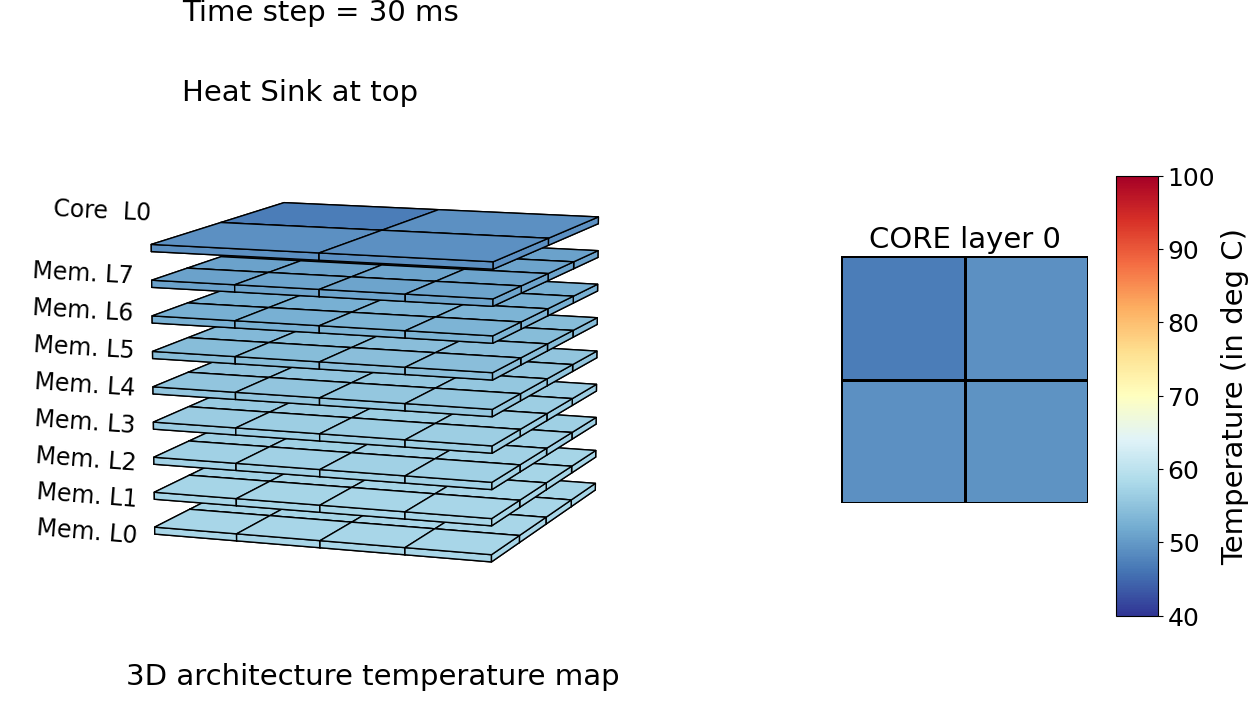 Time step = 30 ms
Heat Sink at top
Core  L0
Mem. L7
Mem. L6
Mem. L5
Mem. L4
Mem. L3
Mem. L2
Mem. L1
Mem. L0
3D architecture temperature map
CORE layer 0
100
90
80
70
60
50
40
Temperature (in deg C)